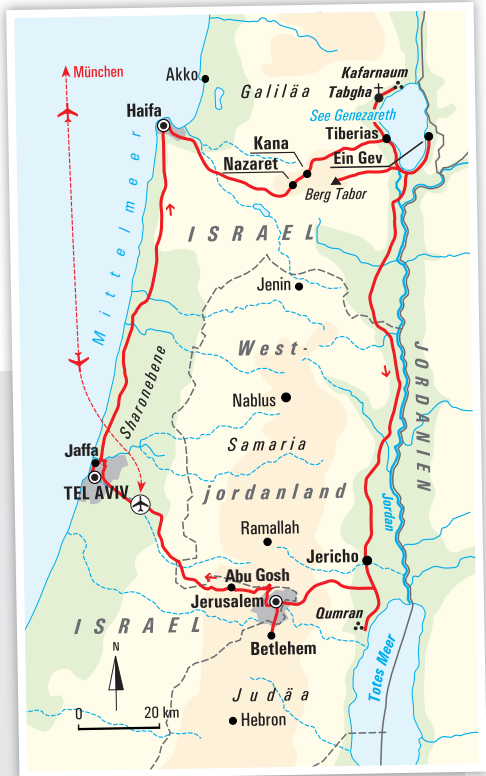 München
Akko
Kafarnaum
Galiläa
Tabgha
See Genezareth
Haifa
Tiberias
Kana
Ein Gev
Nazaret
Berg Tabor
Mittelmeer
ISRAEL
Jenin
West-
JORDANIEN
Sharonebene
Nablus
Samaria
Jaffa
TEL AVIV
jordanland
Jordan
Ramallah
Jericho
Abu Gosh
Jerusalem
Qumran
ISRAEL
Betlehem
Totes Meer
N
Judäa
0 20 km
Hebron